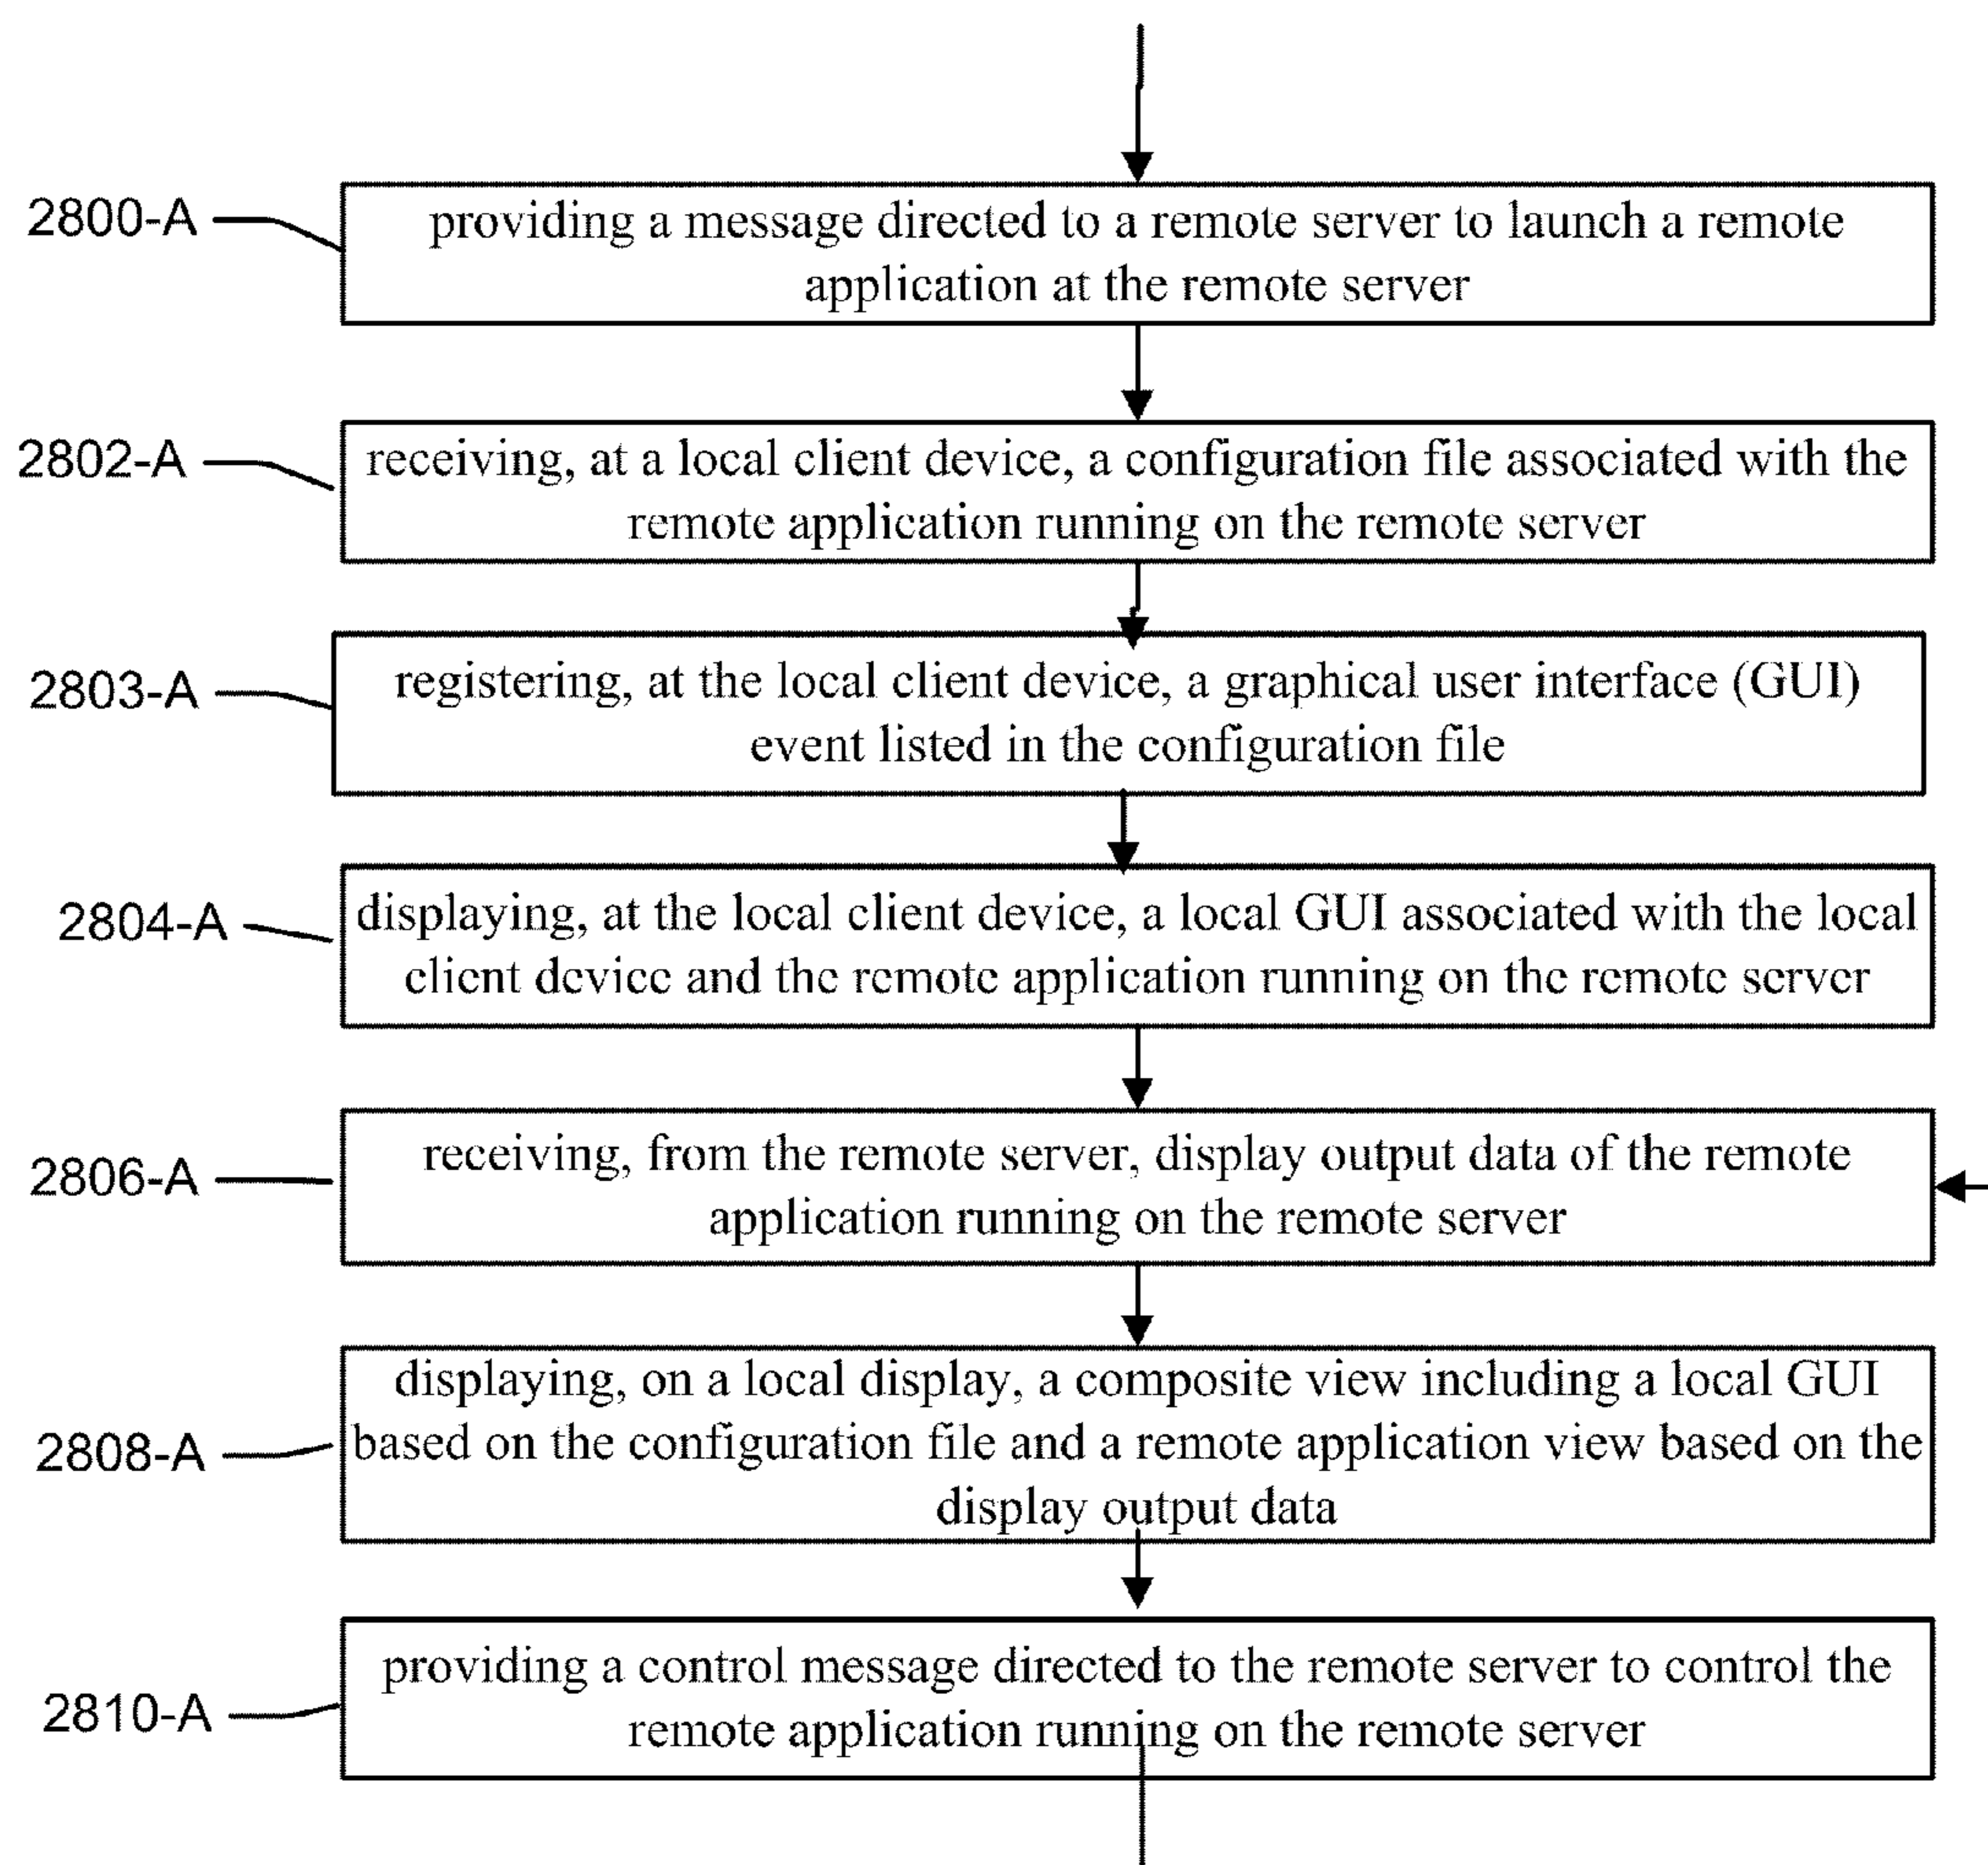 2800-A
providing a message directed to a remote server to launch a remote
application at the remote server
2802-A
receiving, at a local client device, a configuration file associated with the
remote application running on the remote server
2803-A
registering, at the local client device, a graphical user interface (GUI)
event listed in the configuration file
2804-A
displaying, at the local client device, a local GUI associated with the local
client device and the remote application running on the remote server
2806-A
receiving, from the remote server, display output data of the remote
application running on the remote server
2808-A
displaying, on a local display, a composite view including a local GUI
based on the configuration file and a remote application view based on the
display output data
2810-A
providing a control message directed to the remote server to control the
remote application running on the remote server